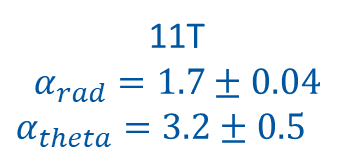 11T
α_rad = 1.7 ± 0.04
α_theta = 3.2 ± 0.5